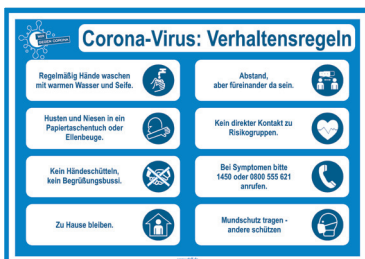 GEGEN CORONA
Corona-Virus: Verhaltensregeln
Regelmäßig Hände waschen
mit warmen Wasser und Seife.
Abstand,
aber füreinander da sein.
Husten und Niesen in ein
Papiertaschentuch oder
Ellenbeuge.
Kein direkter Kontakt zu
Risikogruppen.
Kein Händeschütteln,
kein Begrüßungsbussi.
Bei Symptomen bitte
1450 oder 0800 555 621
anrufen.
Zu Hause bleiben.
Mundschutz tragen -
andere schützen